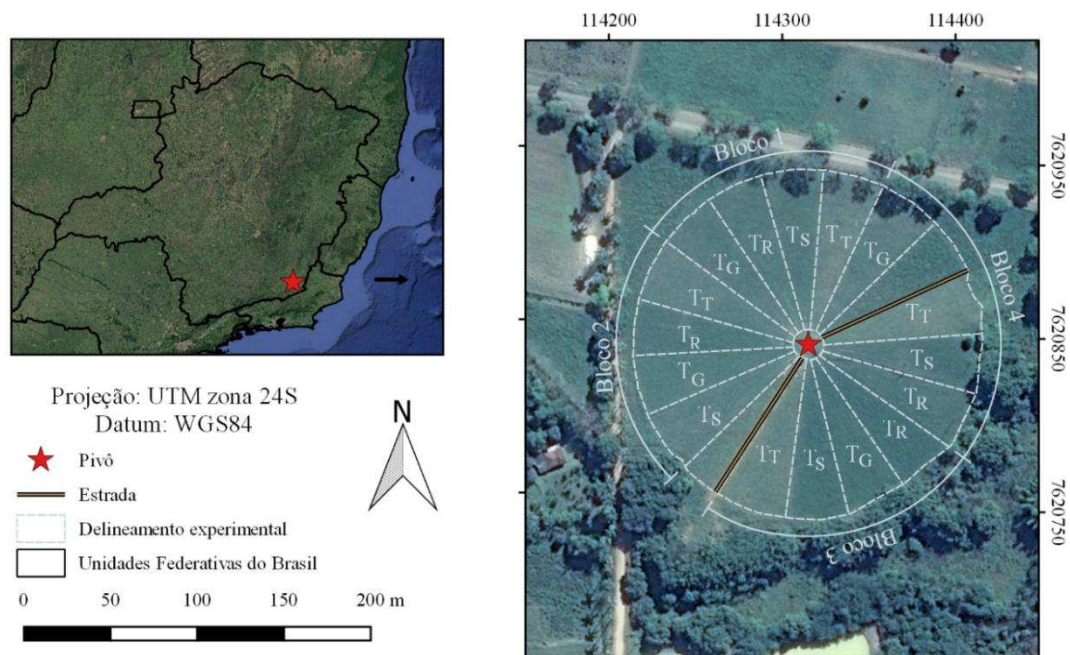 114200 114300 114400
7620950
7620850
7620750
Bloco 1
Bloco 2
Bloco 3
Bloco 4
TR TS TT TG
TG
TT
TR
TG
TS
TT
TS
TG
TR
TR
TS
TT
Projeção: UTM zona 24S
Datum: WGS84
N
Pivô
Estrada
Delineamento experimental
Unidades Federativas do Brasil
0 50 100 150 200 m